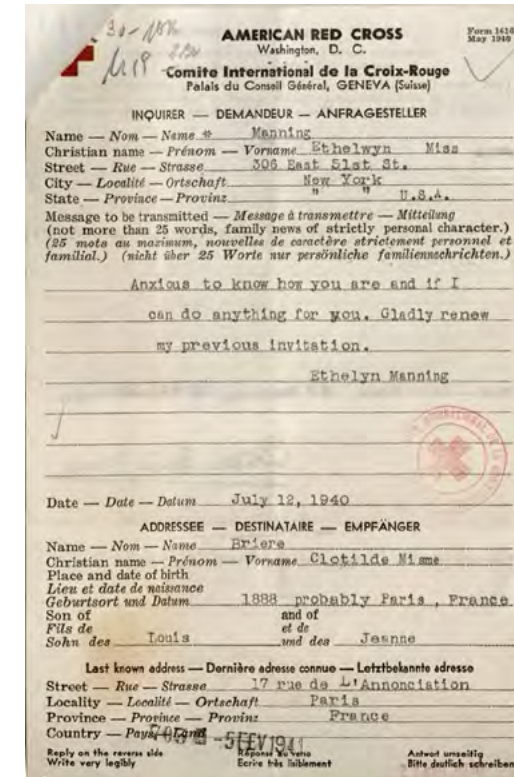 AMERICAN RED CROSS
Form 1616
May 1940
Washington, D. C.
Comite International de la Croix-Rouge
Palais du Conseil Général, GENEVA (Suisse)
INQUIRER — DEMANDEUR — ANFRAGESTELLER
Name — Nom — Name Manning
Christian name — Prénom — Vorname Ethelwyn Miss
Street — Rue — Strasse 306 East 51st St.
City — Localité — Ortschaft New York
State — Province — Provinz " " U.S.A.
Message to be transmitted — Message à transmettre — Mitteilung
(not more than 25 words, family news of strictly personal character.)
(25 mots au maximum, nouvelles de caractère strictement personnel et
familial.) (nicht über 25 Worte nur persönliche familiennachrichten.)
Anxious to know how you are and if I
can do anything for you. Gladly renew
my previous invitation.
Ethelyn Manning
Date — Date — Datum July 12, 1940
ADDRESSEE — DESTINATAIRE — EMPFÄNGER
Name — Nom — Name Briere
Christian name — Prénom — Vorname Clotilde
Place and date of birth
Lieu et date de naissance
Geburtsort und Datum 1888 probably Paris , France
Son of and of
Fils de et de
Sohn des Louis und des Jeanne
Last known address — Dernière adresse connue — Letztbekannte adresse
Street — Rue — Strasse 17 rue de L'Annonciation
Locality — Localité — Ortschaft Paris
Province — Province — Provinz France
Country — Pays — Land
-5 FEV 1941
Reply on the reverse side Réponse au verso Antwort umseitig
Write very legibly Ecrire très lisiblement Bitte deutlich schreiben